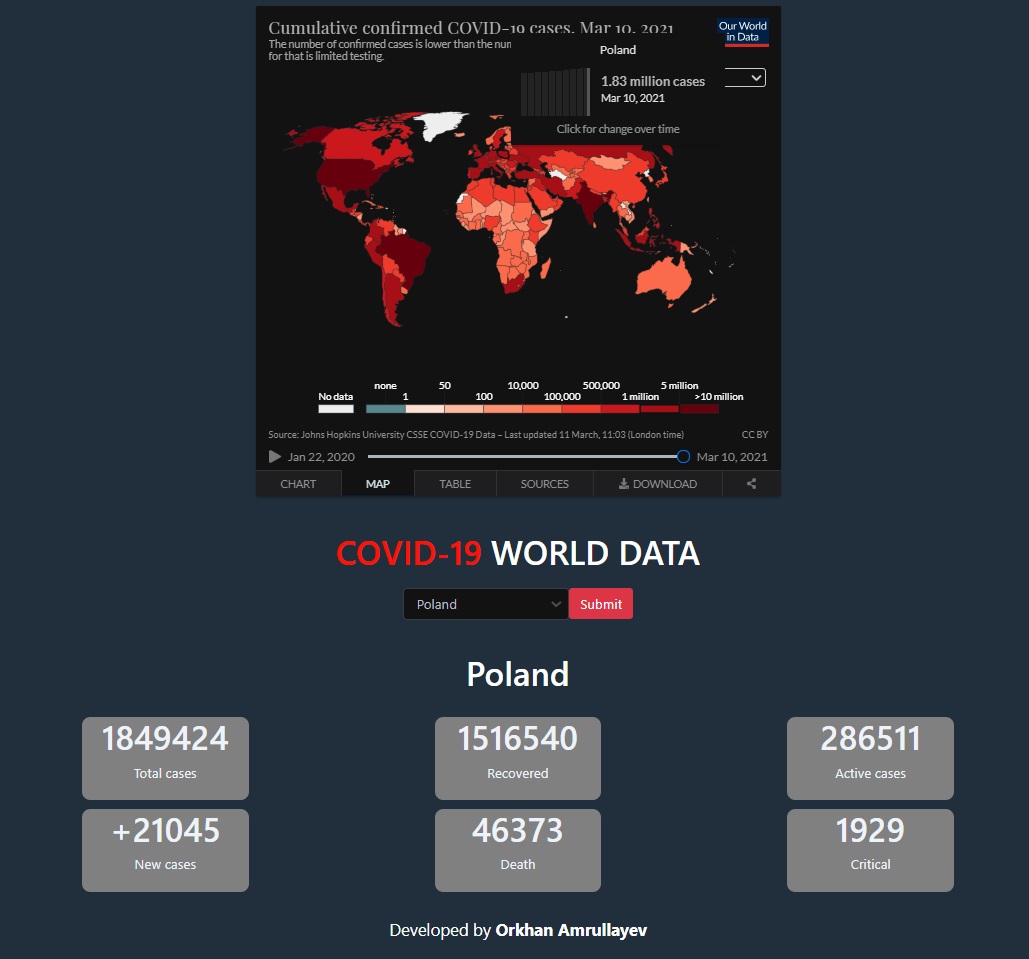 Cumulative confirmed COVID-19 cases, Mar 10, 2021
Our World
in Data
The number of confirmed cases is lower than the
for that is limited testing.
Poland
1.83 million cases
Mar 10, 2021
Click for change over time
none
50
10,000
500,000
5 million
No data
1
100
100,000
1 million
>10 million
Source: Johns Hopkins University CSSE COVID-19 Data – Last updated 11 March, 11:03 (London time)
CC BY
Jan 22, 2020
Mar 10, 2021
CHART
MAP
TABLE
SOURCES
DOWNLOAD
COVID-19 WORLD DATA
Poland
Submit
Poland
1849424
Total cases
1516540
Recovered
286511
Active cases
+21045
New cases
46373
Death
1929
Critical
Developed by Orkhan Amrullayev